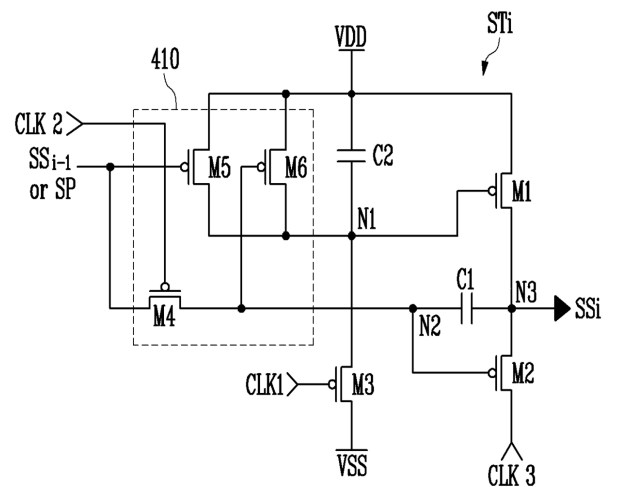 STi
VDD
410
CLK 2
SSi-1
or SP
M5
M6
C2
M1
N1
C1
N3
SSi
M4
N2
CLK1
M3
M2
VSS
CLK 3